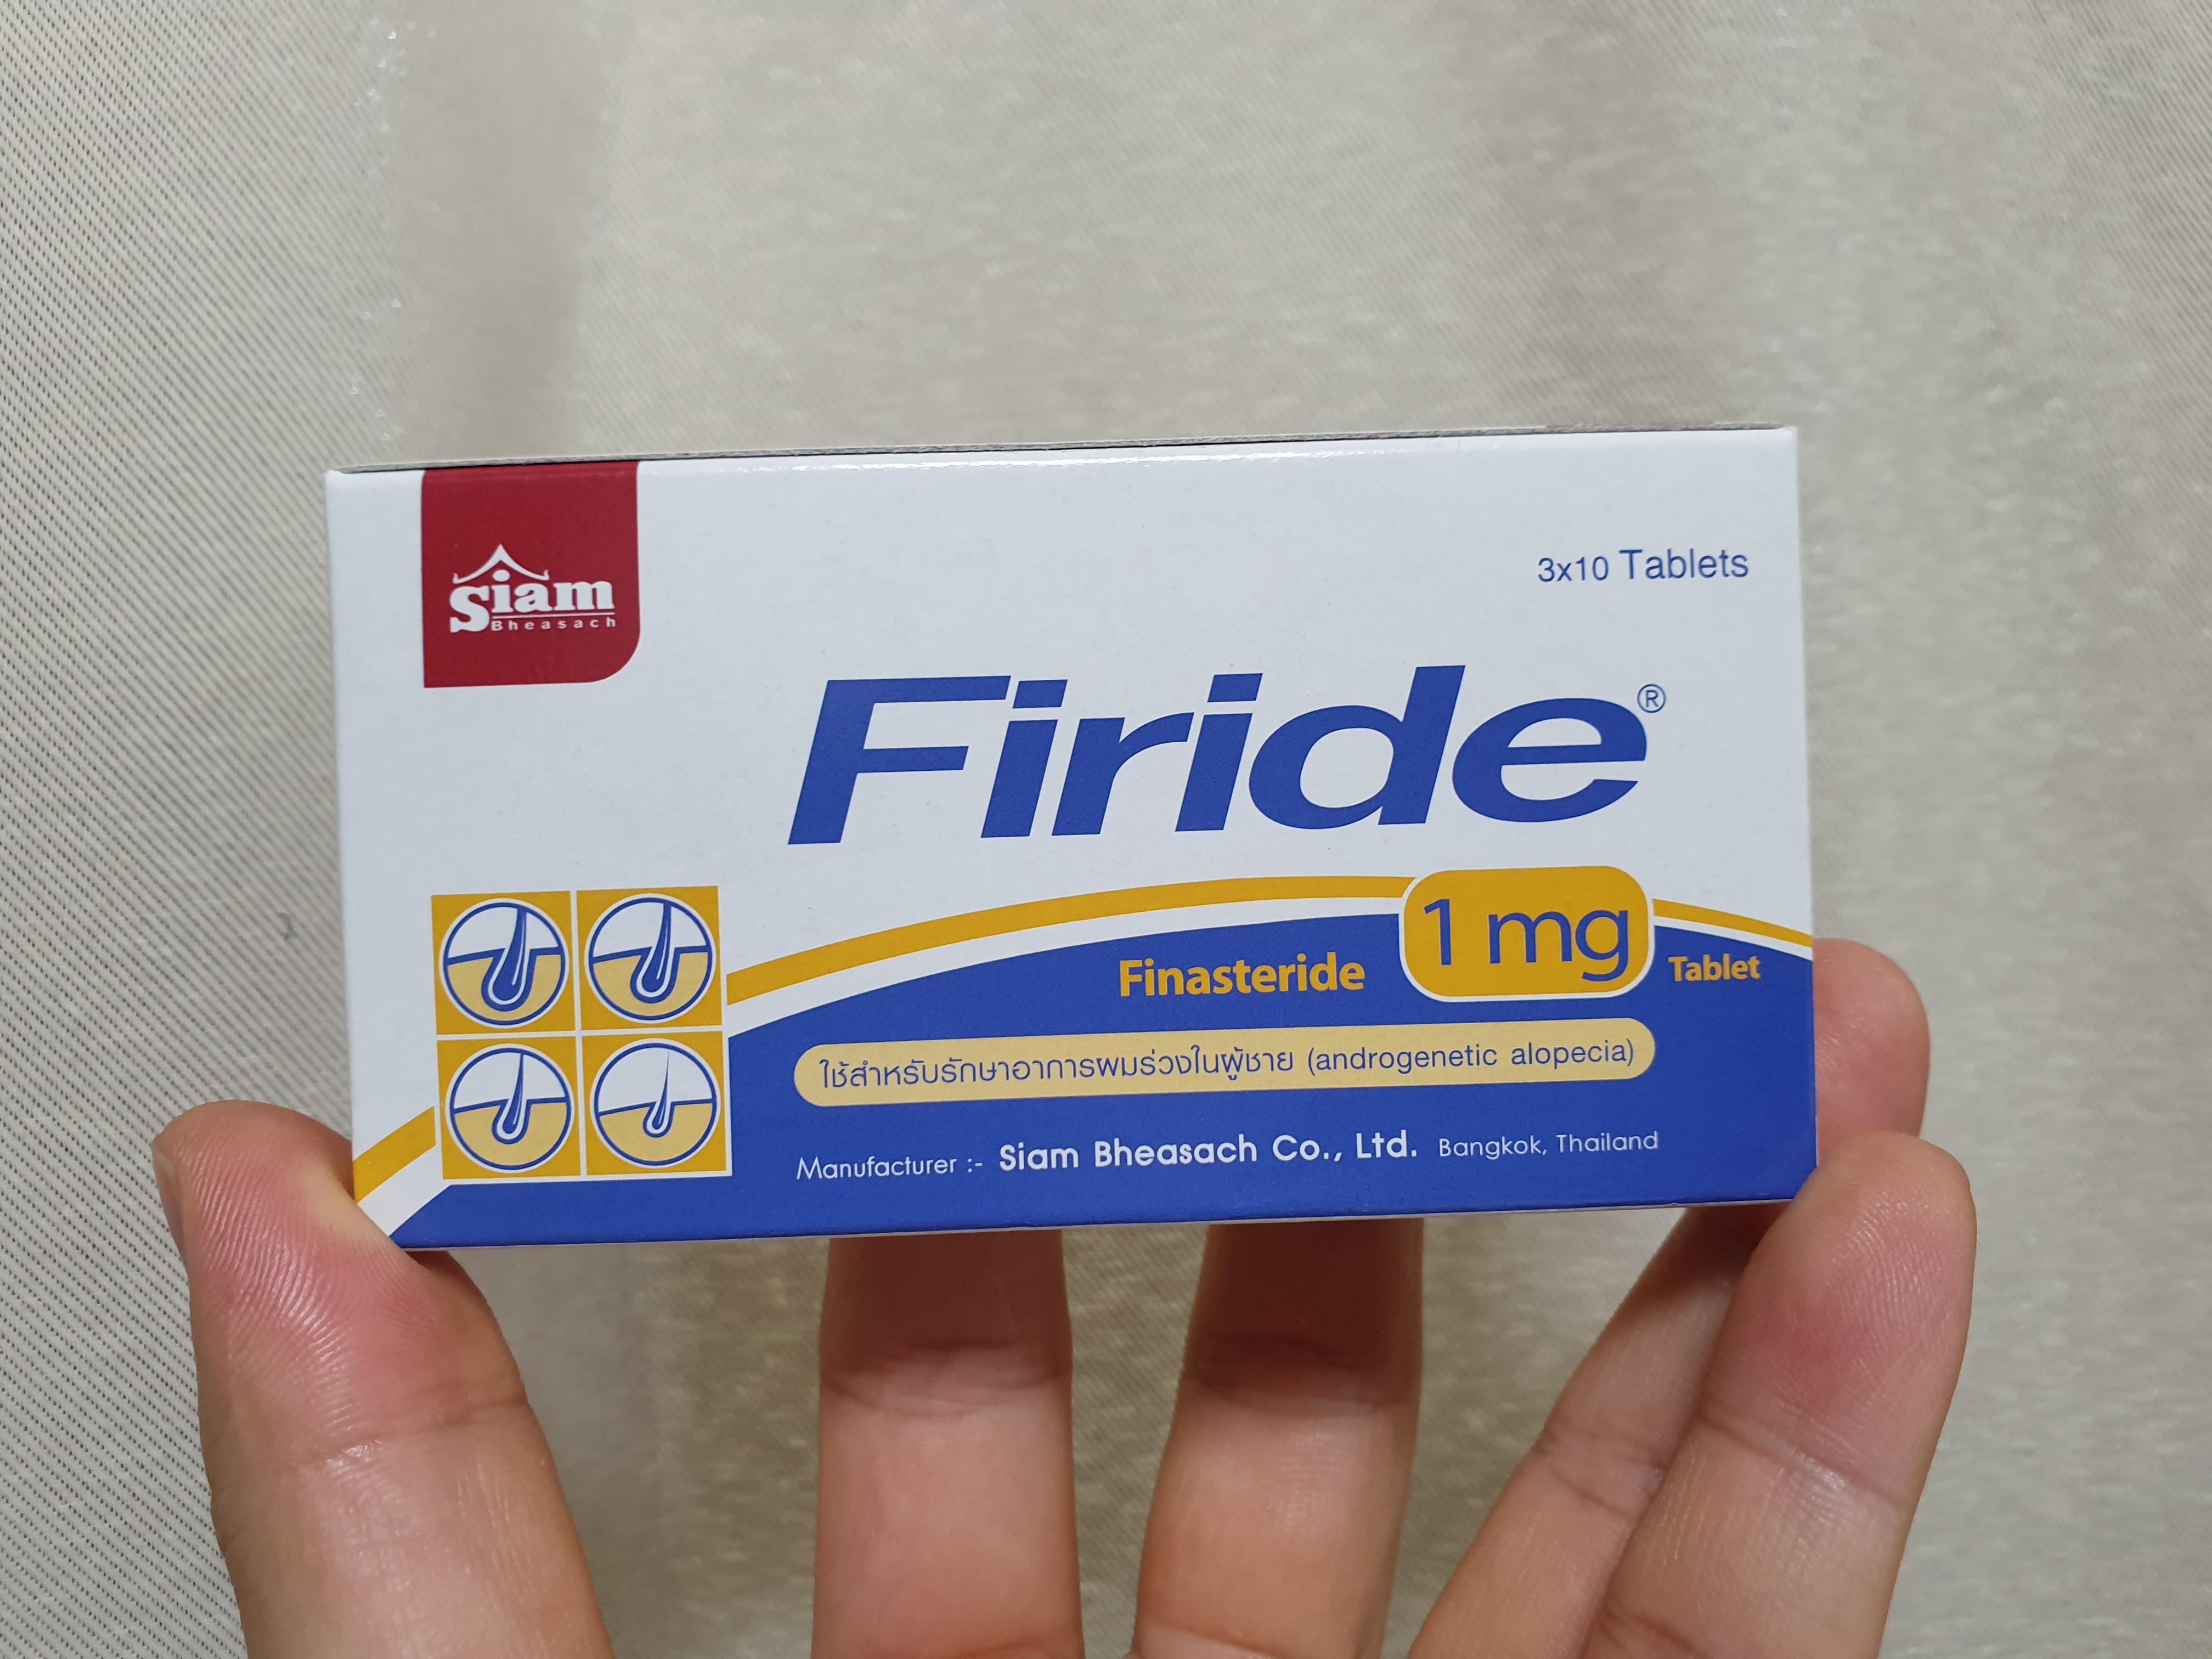 Siam
Bheasach
3x10 Tablets
Firide®
Finasteride 1 mg Tablet
ใช้สำหรับรักษาอาการผมร่วงในผู้ชาย (androgenetic alopecia)
Manufacturer :- Siam Bheasach Co., Ltd. Bangkok, Thailand